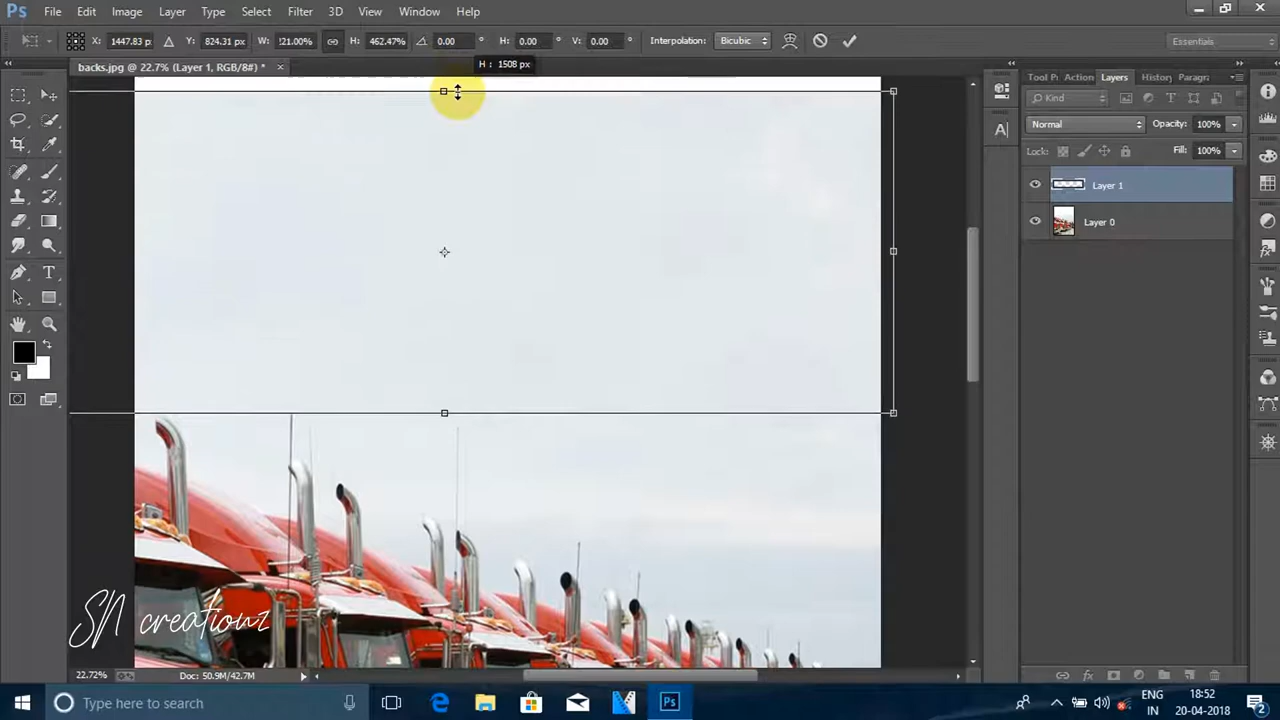 Ps File Edit Image Layer Type Select Filter 3D View Window Help
X: 1447.83 p Y: 824.31 px W: !21.00% H: 462.47% 0.00 ° H: 0.00 ° V: 0.00 ° Interpolation: Bicubic Essentials
backs.jpg @ 22.7% (Layer 1, RGB/8#) * ×
H : 1508 px
Tool P Action Layers Histor Paragra
Kind
Normal Opacity: 100%
Lock: Fill: 100%
Layer 1
Layer 0
SN creationz
22.72% Doc: 50.9M/42.7M
Type here to search
ENG
IN
18:52
20-04-2018
2